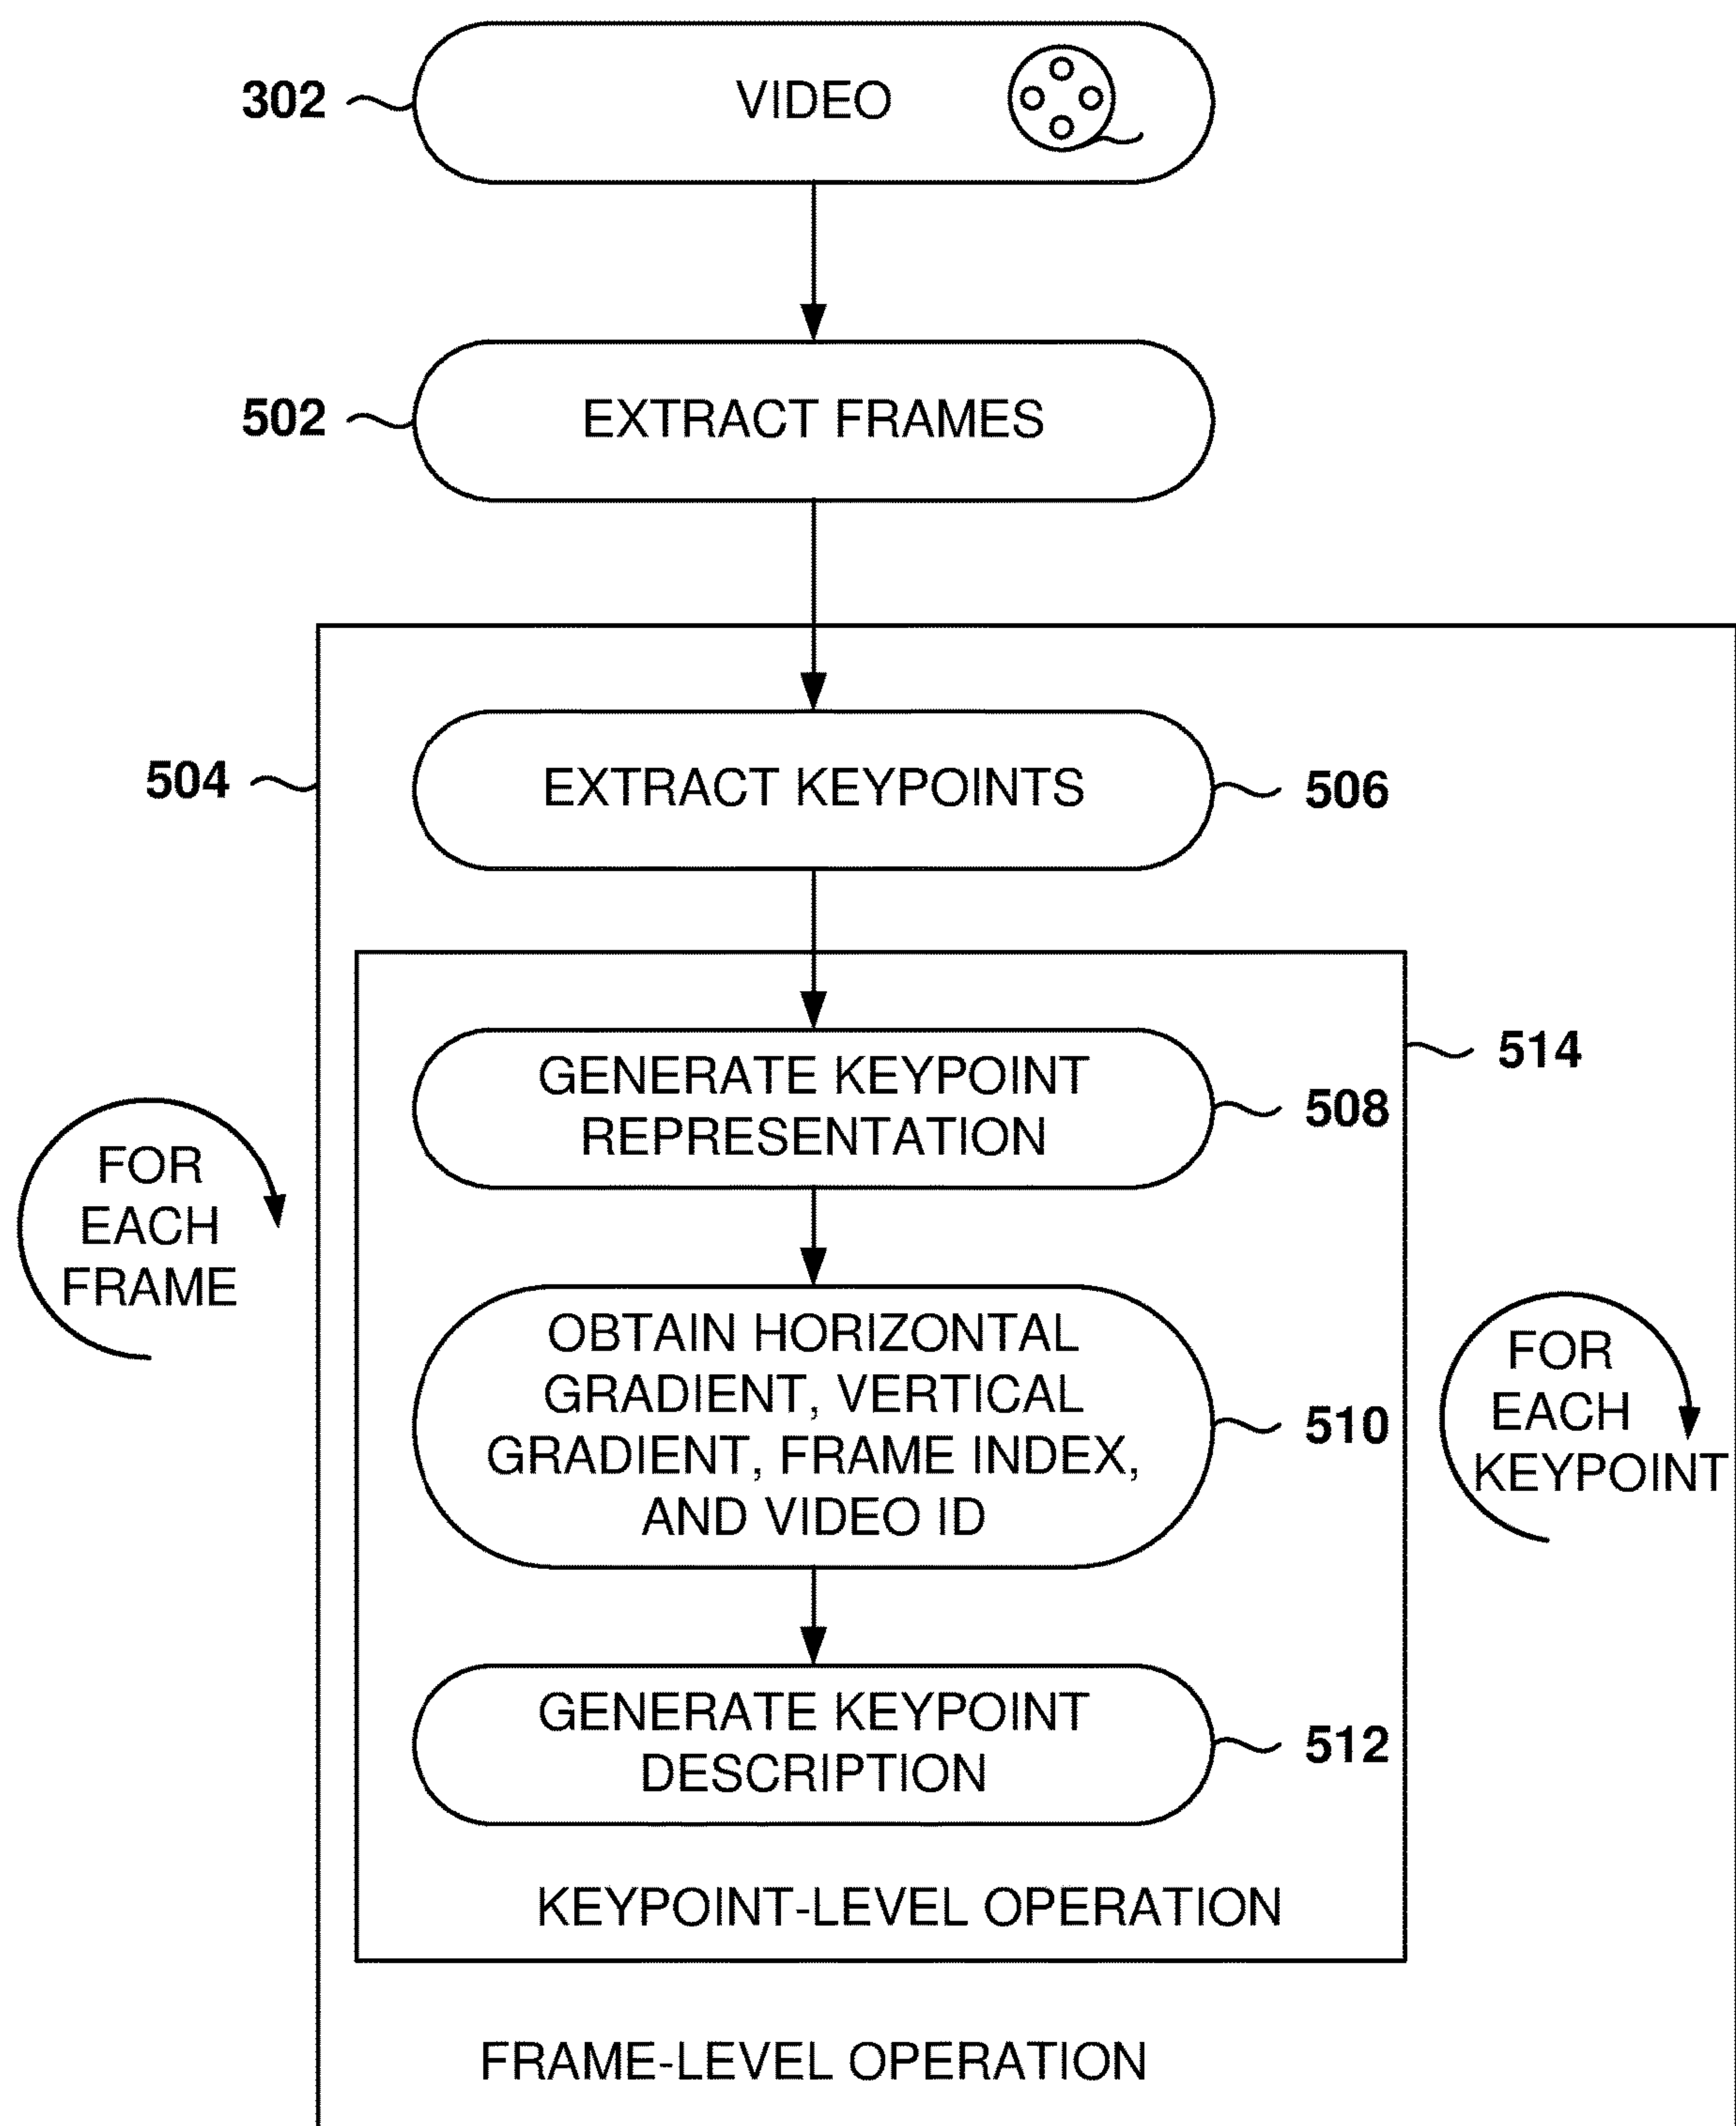 302
VIDEO
502
EXTRACT FRAMES
504
EXTRACT KEYPOINTS
506
514
GENERATE KEYPOINT
REPRESENTATION
508
FOR
EACH
FRAME
OBTAIN HORIZONTAL
GRADIENT, VERTICAL
GRADIENT, FRAME INDEX,
AND VIDEO ID
510
FOR
EACH
KEYPOINT
GENERATE KEYPOINT
DESCRIPTION
512
KEYPOINT-LEVEL OPERATION
FRAME-LEVEL OPERATION